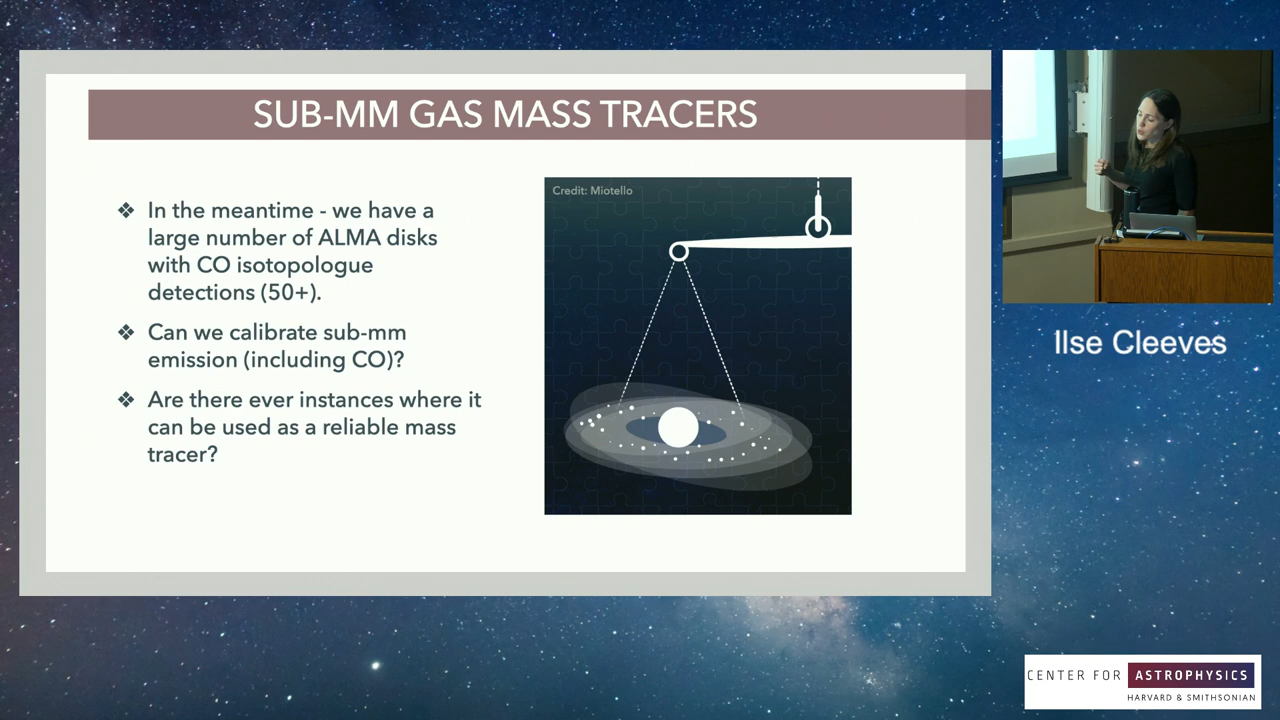 SUB-MM GAS MASS TRACERS
❖ In the meantime - we have a
large number of ALMA disks
with CO isotopologue
detections (50+).
❖ Can we calibrate sub-mm
emission (including CO)?
❖ Are there ever instances where it
can be used as a reliable mass
tracer?
Credit: Miotello
Ilse Cleeves
CENTER FOR ASTROPHYSICS
HARVARD & SMITHSONIAN